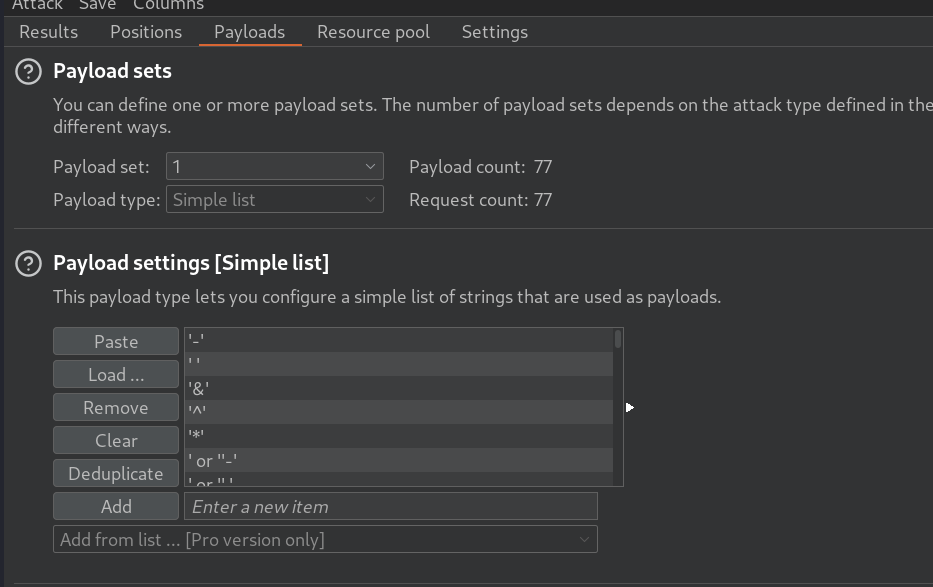 Attack Save Columns
Results Positions Payloads Resource pool Settings
? Payload sets
You can define one or more payload sets. The number of payload sets depends on the attack type defined in the
different ways.
Payload set: 1 Payload count: 77
Payload type: Simple list Request count: 77
? Payload settings [Simple list]
This payload type lets you configure a simple list of strings that are used as payloads.
Paste
Load ...
Remove
Clear
Deduplicate
'-'
' '
'&'
'^'
'*'
' or ''-'
' or '' '
Add Enter a new item
Add from list ... [Pro version only]